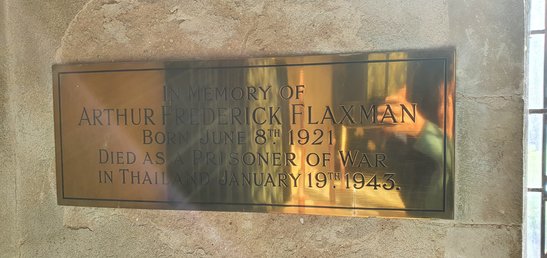 IN MEMORY OF
ARTHUR FREDERICK FLAXMAN
BORN JUNE 8TH. 1921
DIED AS A PRISONER OF WAR
IN THAILAND JANUARY 19TH. 1943.